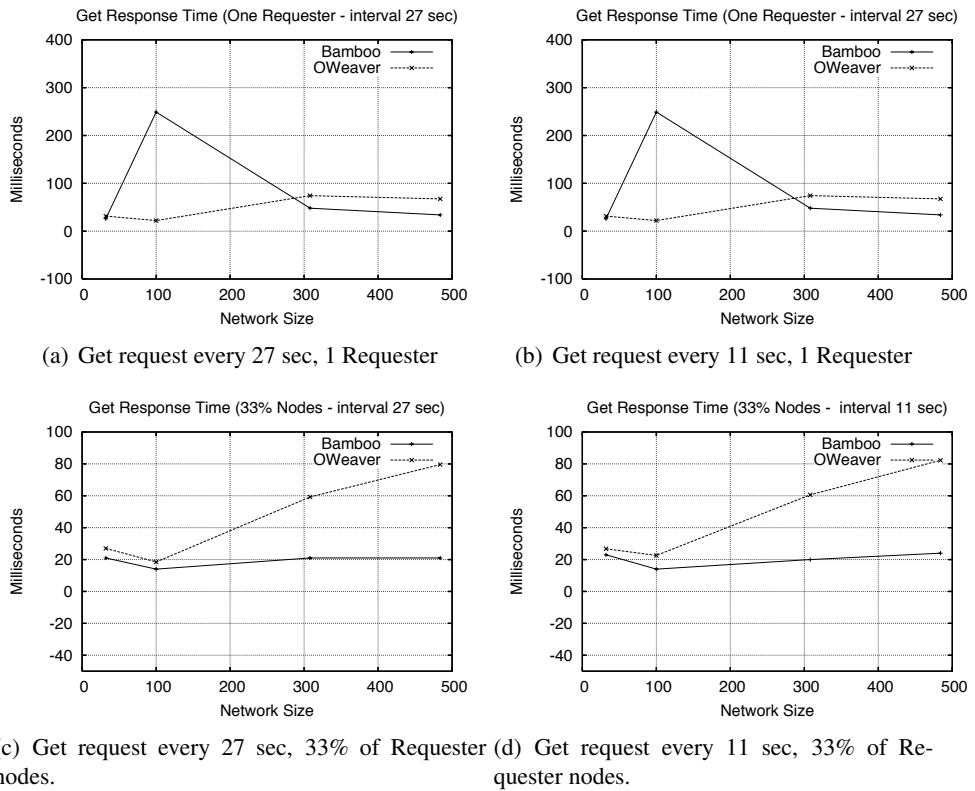 Get Response Time (One Requester - interval 27 sec)
400
300
200
100
0
-100
Milliseconds
Bamboo
OWeaver
0 100 200 300 400 500
Network Size
(a) Get request every 27 sec, 1 Requester
Get Response Time (One Requester - interval 27 sec)
400
300
200
100
0
-100
Milliseconds
Bamboo
OWeaver
0 100 200 300 400 500
Network Size
(b) Get request every 11 sec, 1 Requester
Get Response Time (33% Nodes - interval 27 sec)
100
80
60
40
20
0
-20
-40
Milliseconds
Bamboo
OWeaver
0 100 200 300 400 500
Network Size
c) Get request every 27 sec, 33% of Requester
nodes.
Get Response Time (33% Nodes - interval 11 sec)
100
80
60
40
20
0
-20
-40
Milliseconds
Bamboo
OWeaver
0 100 200 300 400 500
Network Size
(d) Get request every 11 sec, 33% of Re-
quester nodes.